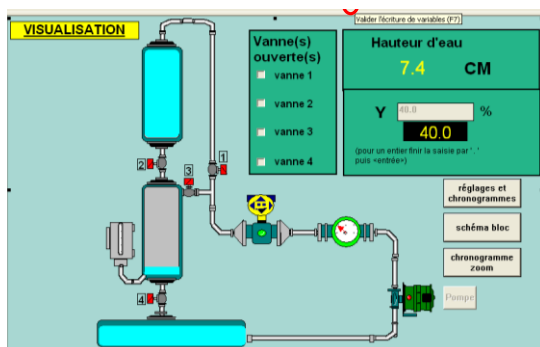 Valider l'écriture de variables (F7)
VISUALISATION
Vanne(s)
ouverte(s)
vanne 1
vanne 2
vanne 3
vanne 4
Hauteur d'eau
7.4 CM
Y 40.0 %
40.0
(pour un entier finir la saisie par '.'
puis «entrée»)
1
2
3
4
réglages et
chronogrammes
schéma bloc
chronogramme
zoom
Pompe